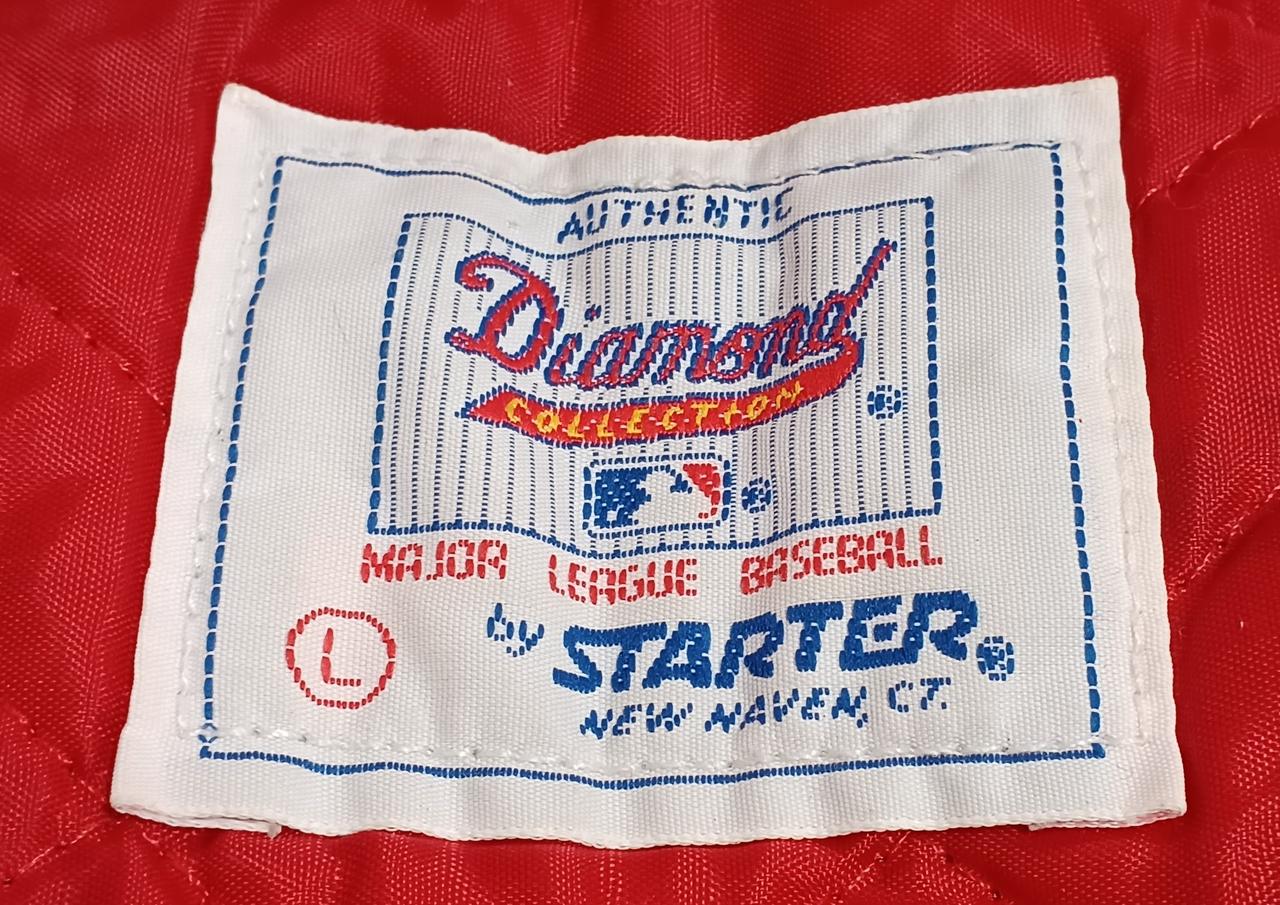 AUTHENTIC
Diamond
COLLECTION
®
®
MAJOR LEAGUE BASEBALL
L
by STARTER®
NEW HAVEN, CT.